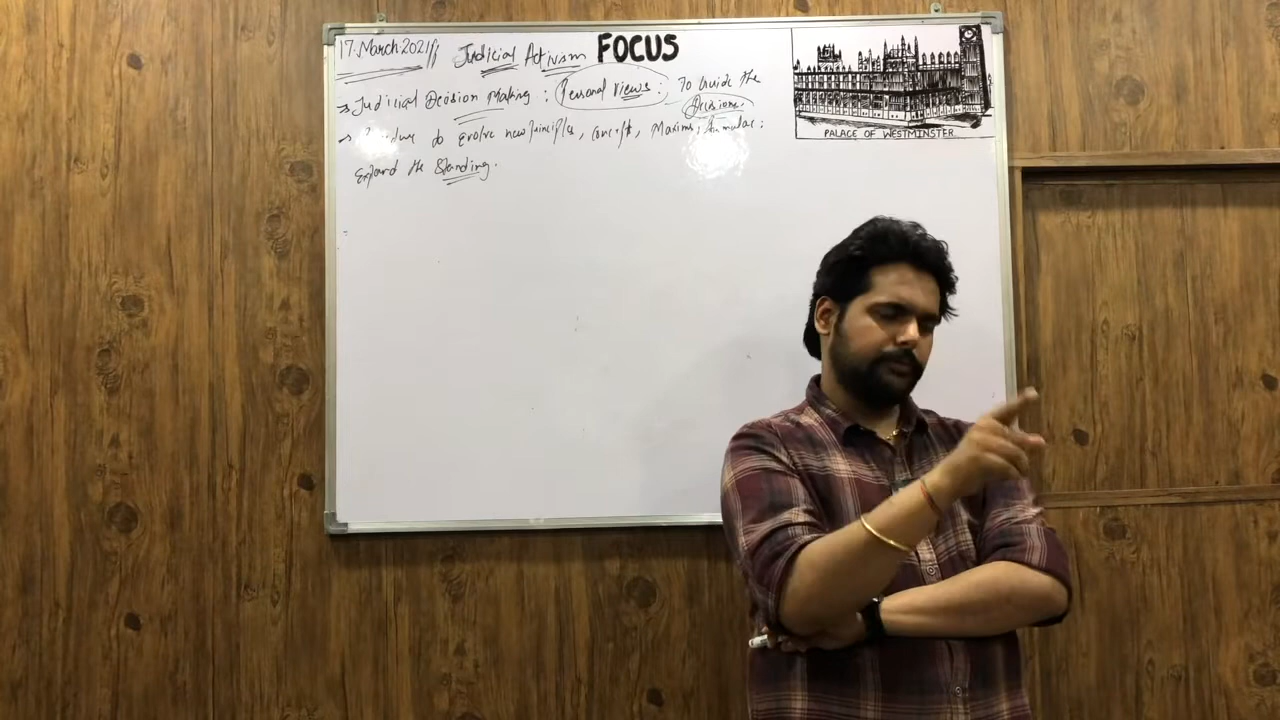 17 March 2021 Judicial Activism FOCUS
→ Judicial Decision Making : Personal views : To Guide the
Decisions.
to evolve new principles, concept, Maxims, formulae :
Expand the Standing.
PALACE OF WESTMINSTER.